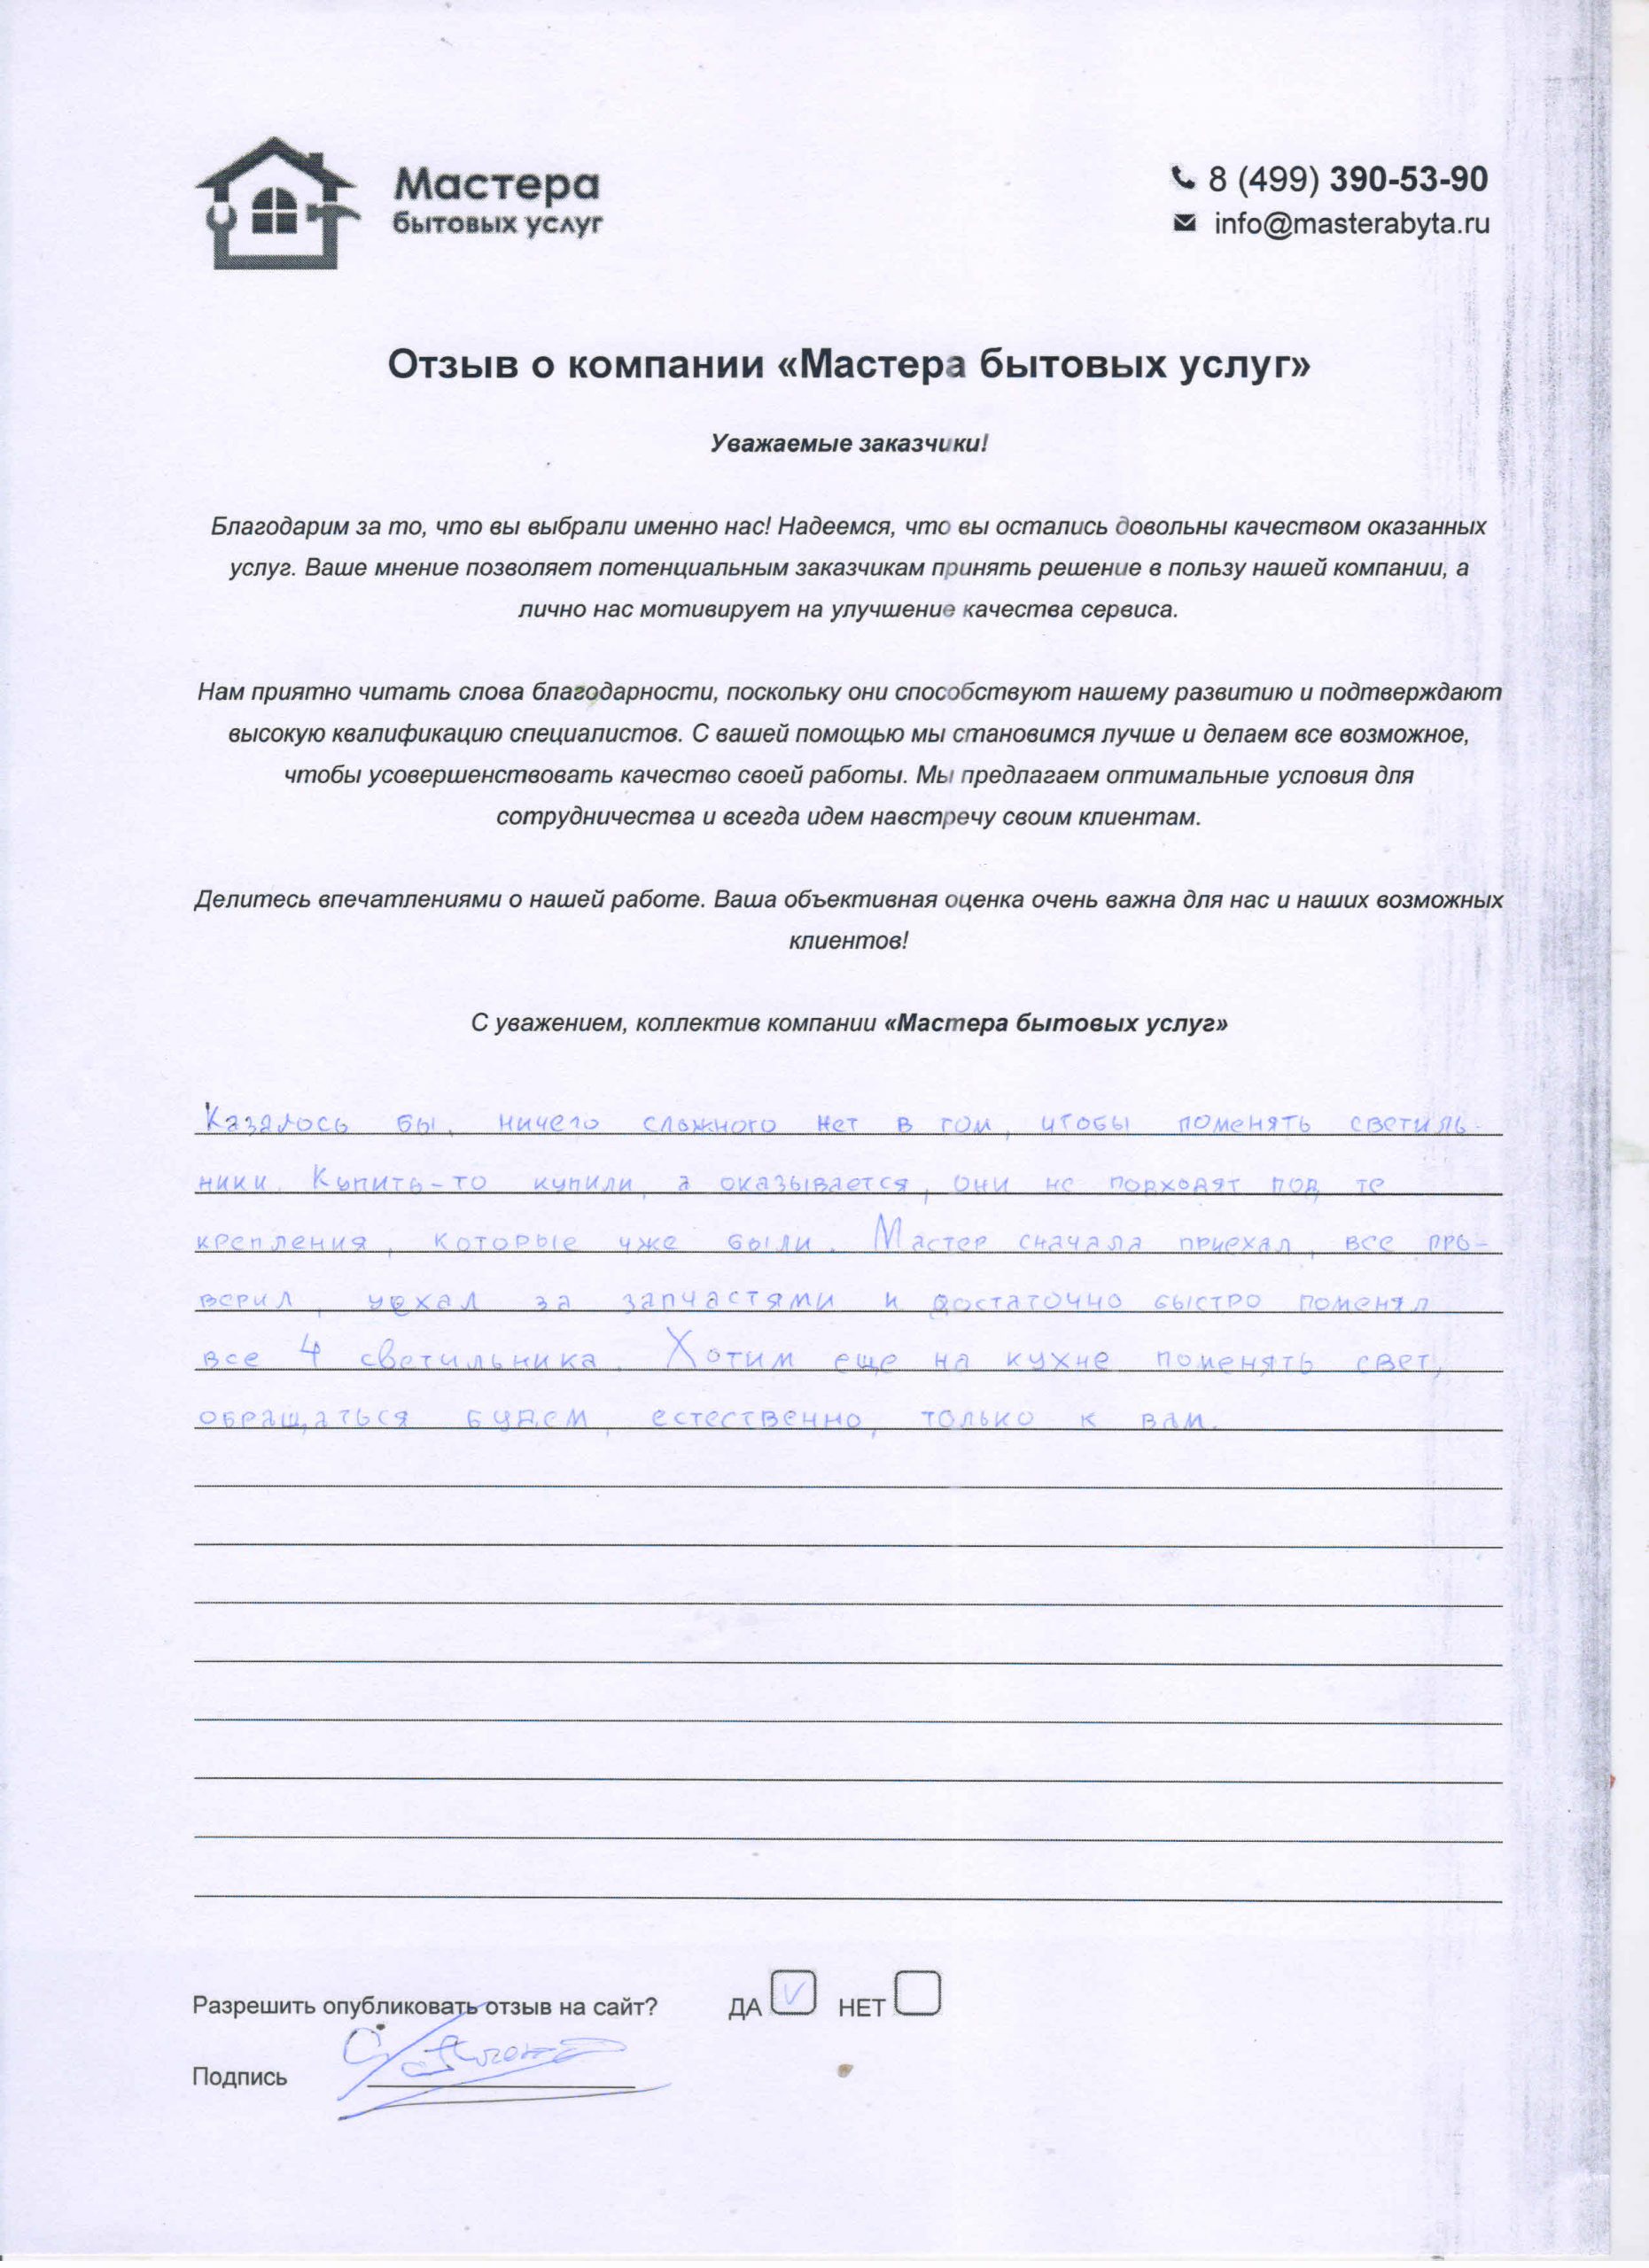 Мастера
бытовых услуг
8 (499) 390-53-90
info@masterabyta.ru
Отзыв о компании «Мастера бытовых услуг»
Уважаемые заказчики!
Благодарим за то, что вы выбрали именно нас! Надеемся, что вы остались довольны качеством оказанных
услуг. Ваше мнение позволяет потенциальным заказчикам принять решение в пользу нашей компании, а
лично нас мотивирует на улучшение качества сервиса.
Нам приятно читать слова благодарности, поскольку они способствуют нашему развитию и подтверждают
высокую квалификацию специалистов. С вашей помощью мы становимся лучше и делаем все возможное,
чтобы усовершенствовать качество своей работы. Мы предлагаем оптимальные условия для
сотрудничества и всегда идем навстречу своим клиентам.
Делитесь впечатлениями о нашей работе. Ваша объективная оценка очень важна для нас и наших возможных
клиентов!
С уважением, коллектив компании «Мастера бытовых услуг»
Казалось бы, ничего сложного нет в том, чтобы поменять светиль-
ники. Купить-то купили, а оказывается, они не подходят под те
крепления, которые уже были. Мастер сначала приехал, все про-
верил, уехал за запчастями и достаточно быстро поменял
все 4 светильника. Хотим еще на кухне поменять свет,
обращаться будем, естественно, только к вам.
Разрешить опубликовать отзыв на сайт? ДА V НЕТ
Подпись